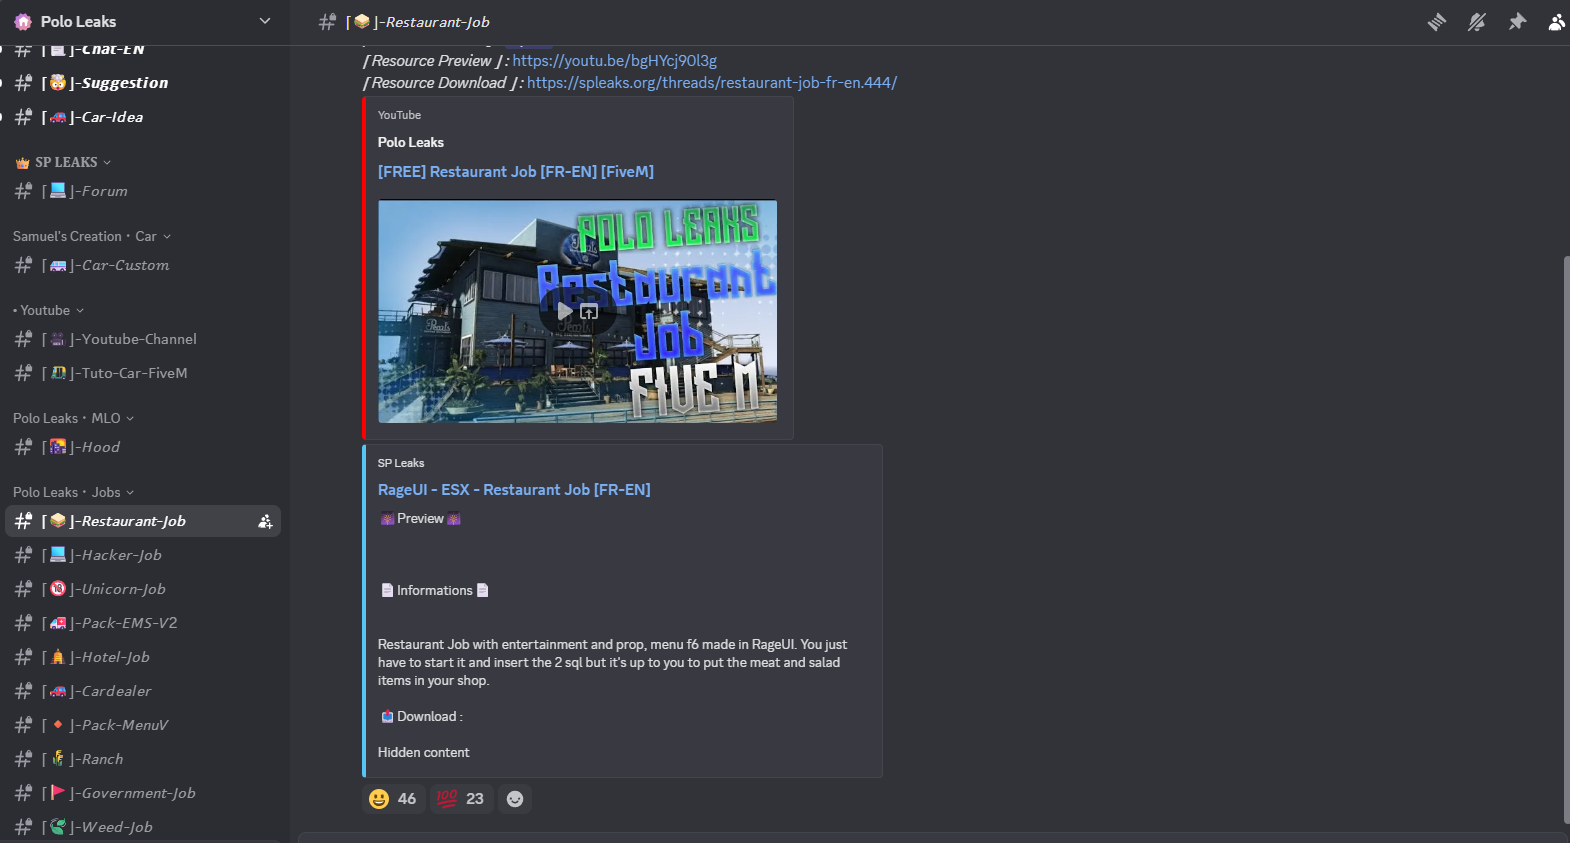 Polo Leaks
[📄]-Chat-EN
[🤯]-Suggestion
[🚗]-Car-Idea
SP LEAKS
[💻]-Forum
Samuel's Creation • Car
[🚐]-Car-Custom
• Youtube
[🎥]-Youtube-Channel
]-Tuto-Car-FiveM
Polo Leaks • MLO
[🌇]-Hood
Polo Leaks • Jobs
[🥪]-Restaurant-Job
[💻]-Hacker-Job
[🔞]-Unicorn-Job
[🚑]-Pack-EMS-V2
[🛎]-Hotel-Job
[🚗]-Cardealer
[🔸]-Pack-MenuV
[🌾]-Ranch
[🚩]-Government-Job
[🌿]-Weed-Job
[🥪]-Restaurant-Job
[Resource Preview] : https://youtu.be/bgHYcj90l3g
[Resource Download] : https://spleaks.org/threads/restaurant-job-fr-en.444/
YouTube
Polo Leaks
[FREE] Restaurant Job [FR-EN] [FiveM]
POLO LEAKS
Restaurant
Job
FIVE M
Pearls
Pearls
Pearls
SP Leaks
RageUI - ESX - Restaurant Job [FR-EN]
🎆 Preview 🎆
📄 Informations 📄
Restaurant Job with entertainment and prop, menu f6 made in RageUI. You just
have to start it and insert the 2 sql but it's up to you to put the meat and salad
items in your shop.
📥 Download :
Hidden content
😀 46 💯 23